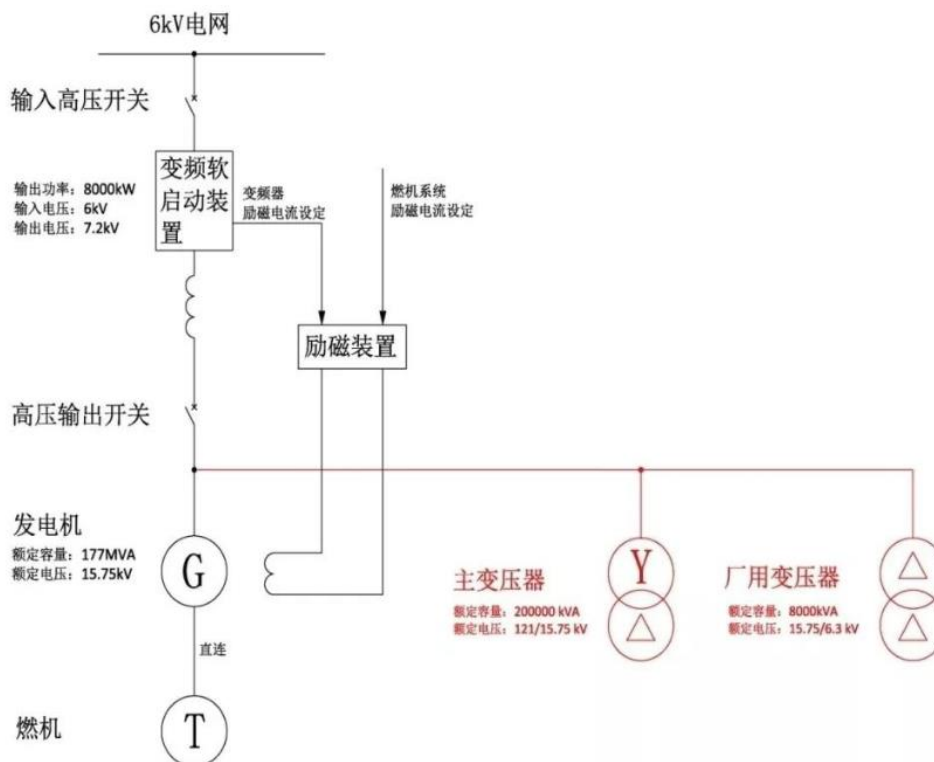 6kV电网
输入高压开关
变频软
启动装
置
输出功率：8000kW
输入电压：6kV
输出电压：7.2kV
变频器
励磁电流设定
燃机系统
励磁电流设定
励磁装置
高压输出开关
发电机
额定容量：177MVA
额定电压：15.75kV
G
主变压器
额定容量：200000 kVA
额定电压：121/15.75 kV
Y
△
厂用变压器
额定容量：8000kVA
额定电压：15.75/6.3 kV
△
△
直连
燃机
T